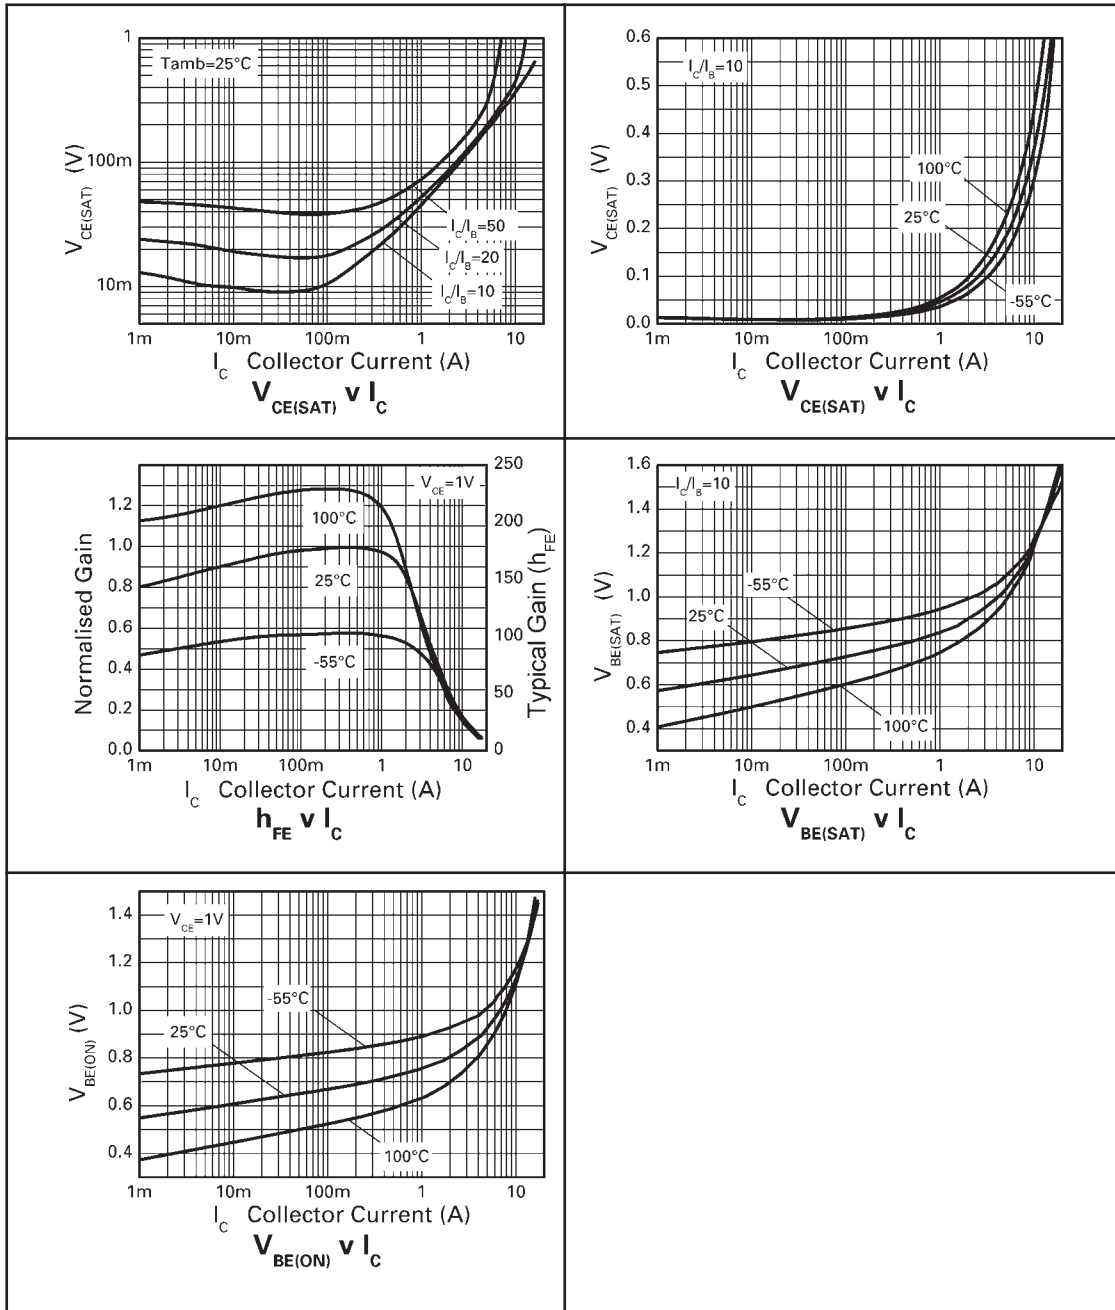 1
100m
10m
V_CE(SAT) (V)
Tamb=25°C
I_C/I_B=50
I_C/I_B=20
I_C/I_B=10
1m 10m 100m 1 10
I_C Collector Current (A)
V_CE(SAT) v I_C
0.6
0.5
0.4
0.3
0.2
0.1
0.0
V_CE(SAT) (V)
I_C/I_B=10
100°C
25°C
-55°C
1m 10m 100m 1 10
I_C Collector Current (A)
V_CE(SAT) v I_C
1.2
1.0
0.8
0.6
0.4
0.2
0.0
Normalised Gain
V_CE=1V
100°C
25°C
-55°C
250
200
150
100
50
0
Typical Gain (h_FE)
1m 10m 100m 1 10
I_C Collector Current (A)
h_FE v I_C
1.6
1.4
1.2
1.0
0.8
0.6
0.4
V_BE(SAT) (V)
I_C/I_B=10
-55°C
25°C
100°C
1m 10m 100m 1 10
I_C Collector Current (A)
V_BE(SAT) v I_C
1.4
1.2
1.0
0.8
0.6
0.4
V_BE(ON) (V)
V_CE=1V
-55°C
25°C
100°C
1m 10m 100m 1 10
I_C Collector Current (A)
V_BE(ON) v I_C